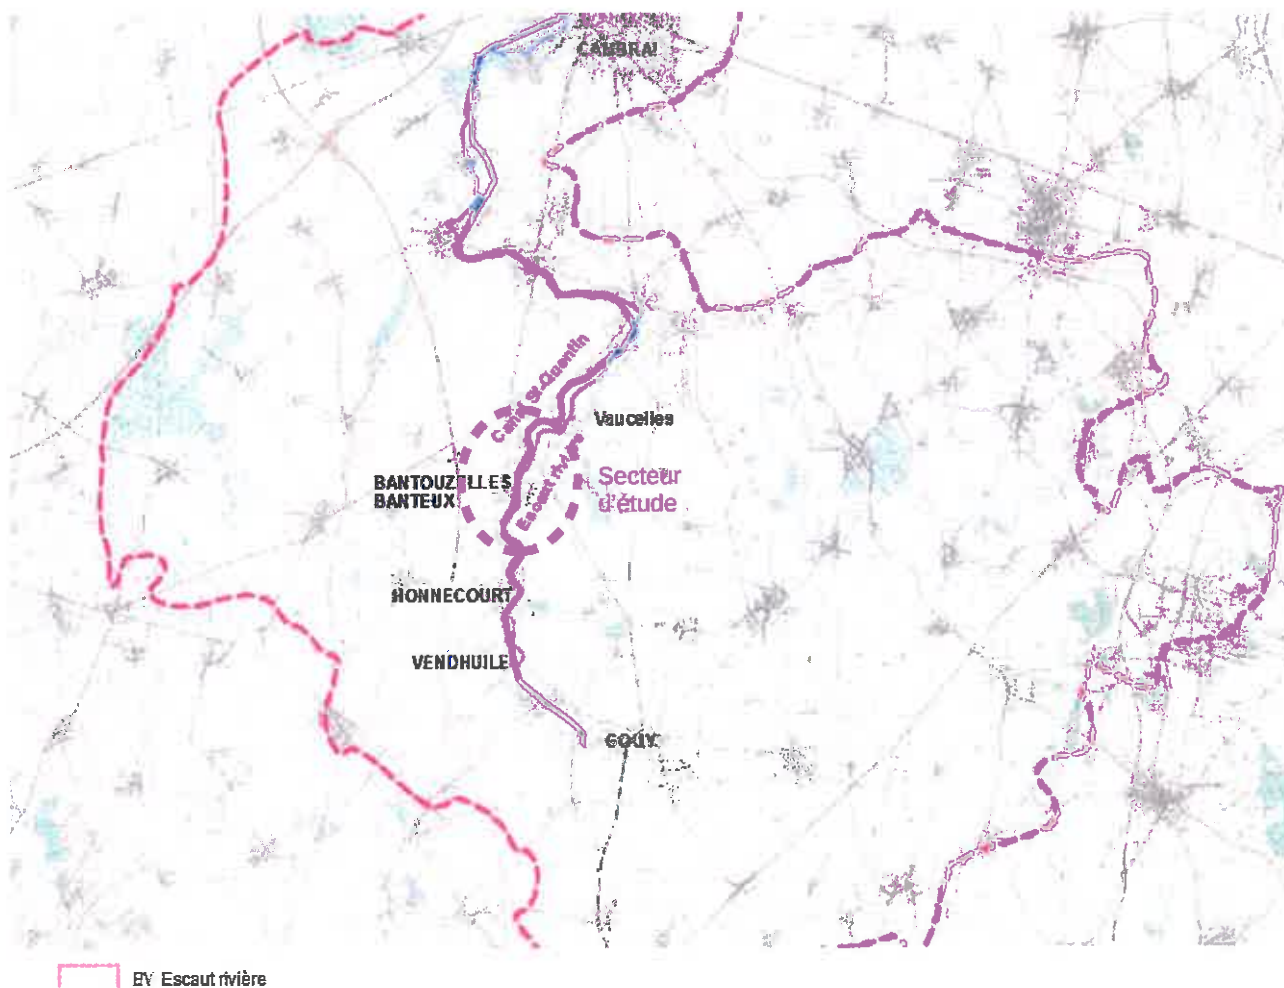 CAMBRAI
Canal St-Quentin
Vaucelles
Escaut rivière
Secteur
d'étude
BANTOUZELLES
BANTEUX
HONNECOURT
VENDHUILE
GOUY
BV Escaut rivière